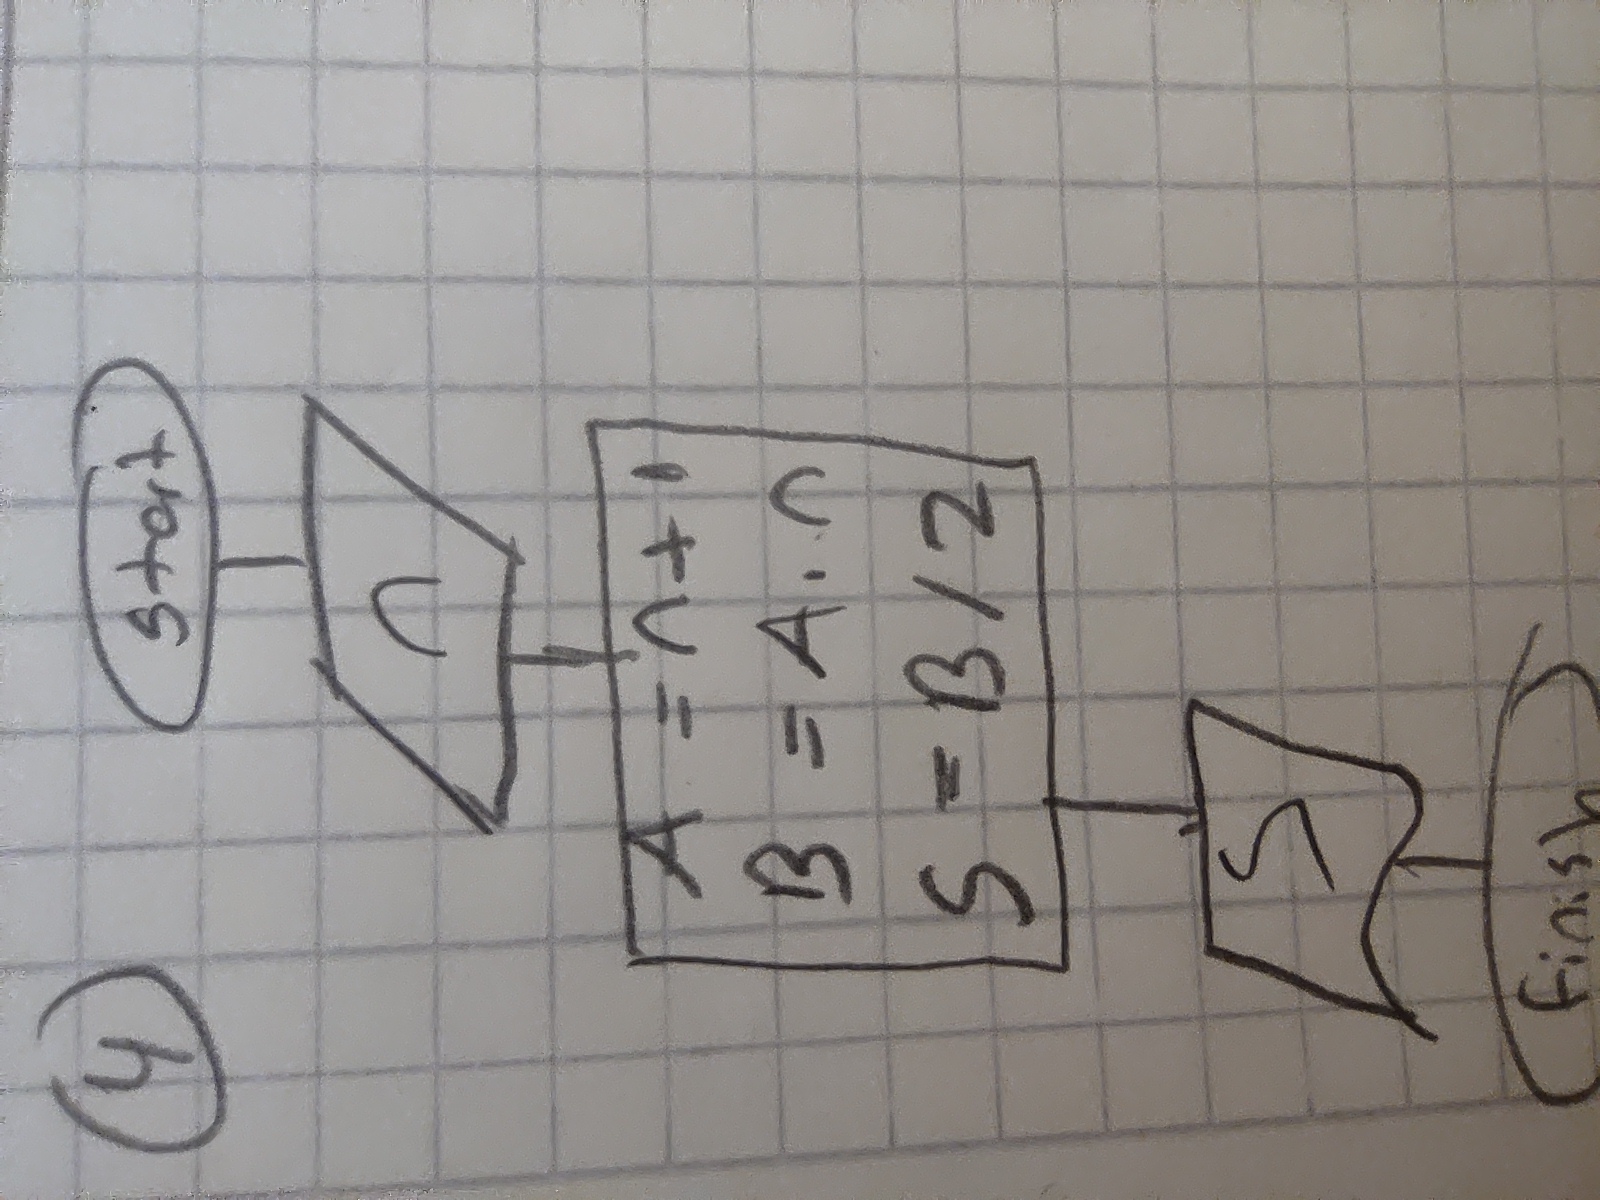 4
start
n
A = n + 1
B = A . n
S = B / 2
S
finish